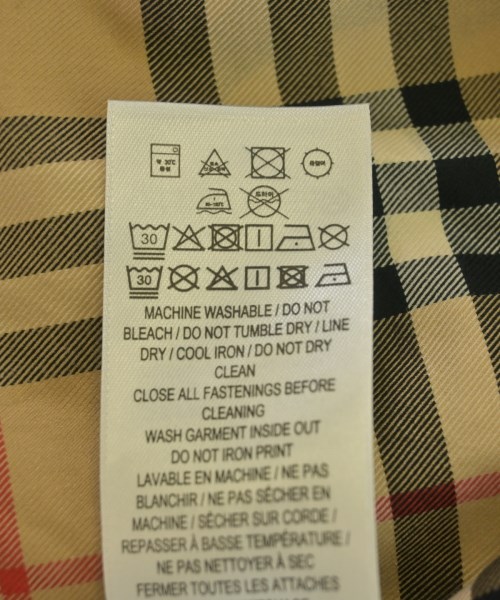 30
30
MACHINE WASHABLE / DO NOT
BLEACH / DO NOT TUMBLE DRY / LINE
DRY / COOL IRON / DO NOT DRY
CLEAN
CLOSE ALL FASTENINGS BEFORE
CLEANING
WASH GARMENT INSIDE OUT
DO NOT IRON PRINT
LAVABLE EN MACHINE / NE PAS
BLANCHIR / NE PAS SÉCHER EN
MACHINE / SÉCHER SUR CORDE /
REPASSER À BASSE TEMPÉRATURE /
NE PAS NETTOYER À SEC
FERMER TOUTES LES ATTACHES